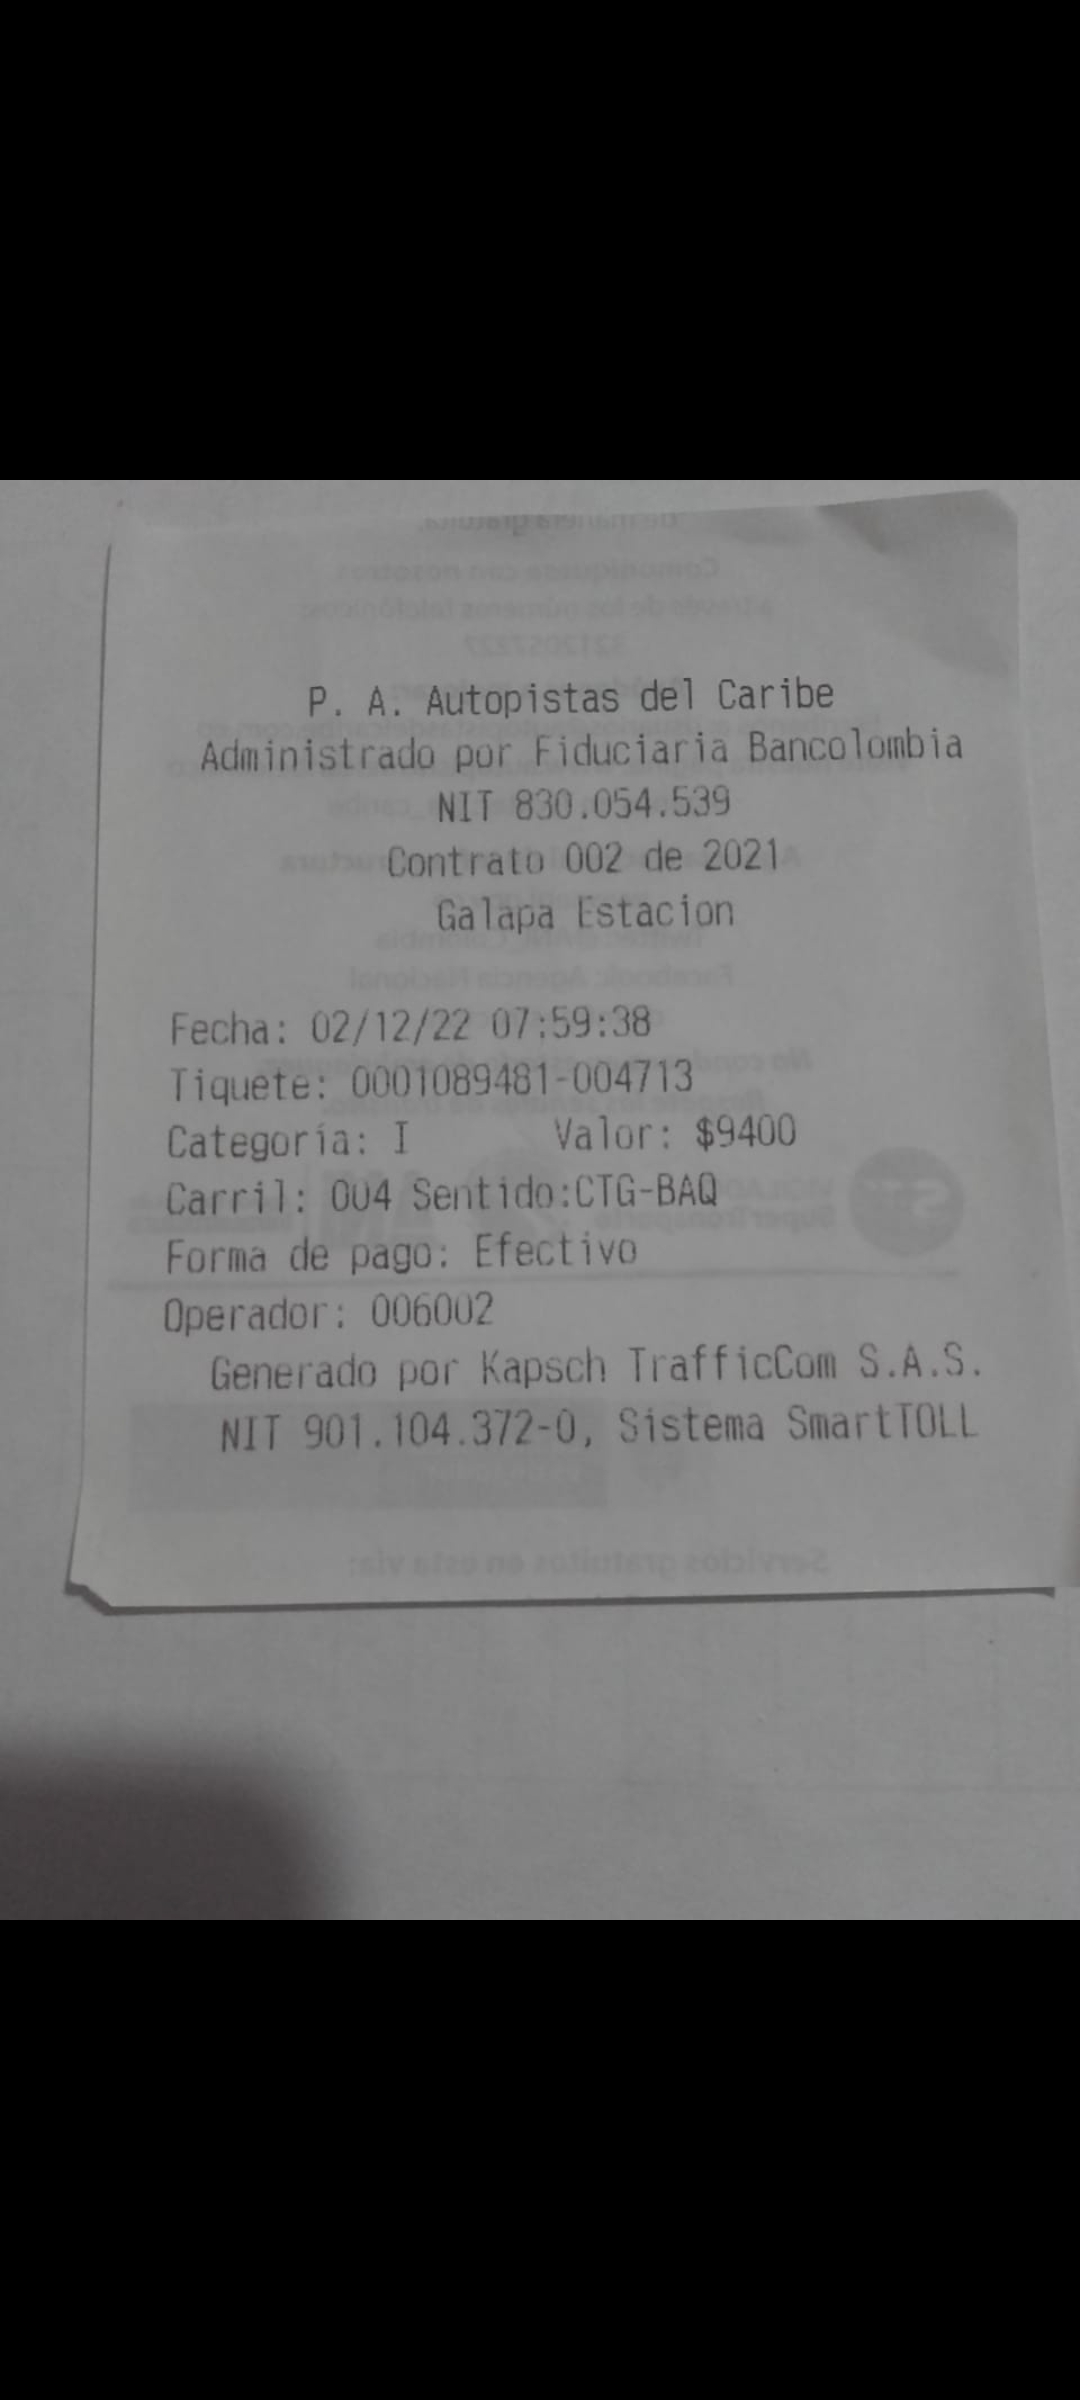 P. A. Autopistas del Caribe
Administrado por Fiduciaria Bancolombia
NIT 830.054.539
Contrato 002 de 2021
Galapa Estacion
Fecha: 02/12/22 07:59:38
Tiquete: 0001089481-004713
Categoría: I Valor: $9400
Carril: 004 Sentido:CTG-BAQ
Forma de pago: Efectivo
Operador: 006002
Generado por Kapsch TrafficCom S.A.S.
NIT 901.104.372-0, Sistema SmartTOLL